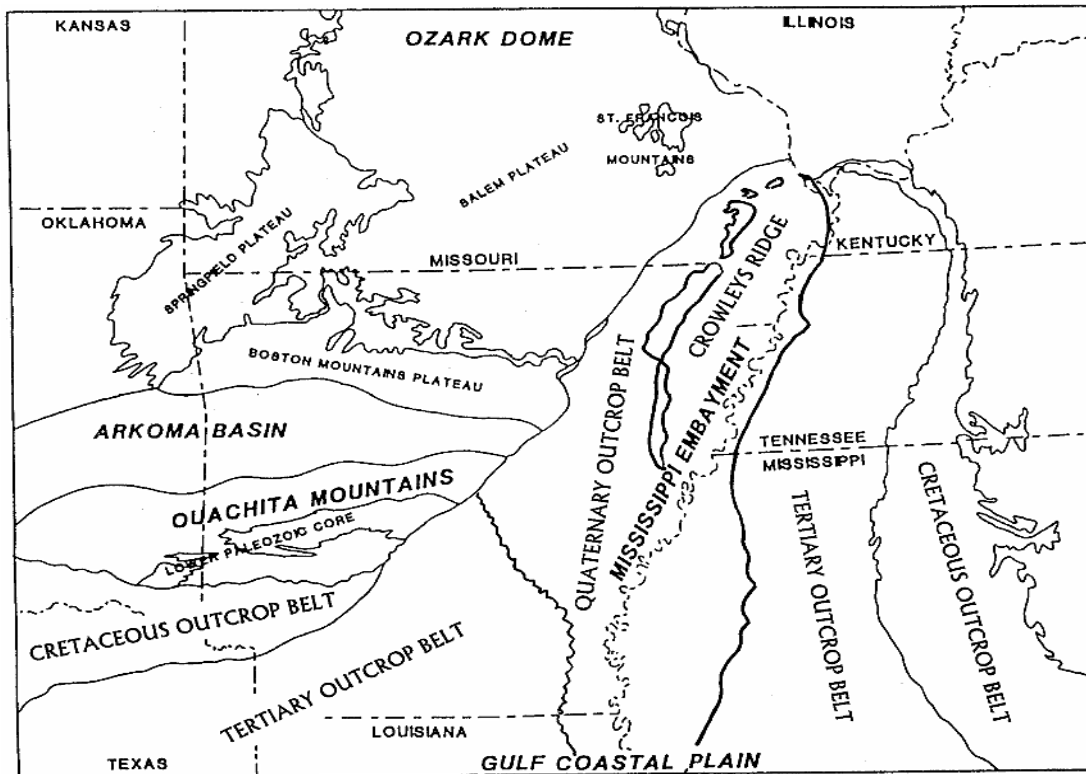 KANSAS
OZARK DOME
ILLINOIS
ST. FRANCOIS
MOUNTAINS
SALEM PLATEAU
OKLAHOMA
SPRINGFIELD PLATEAU
MISSOURI
KENTUCKY
CROWLEYS RIDGE
BOSTON MOUNTAINS PLATEAU
ARKOMA BASIN
QUATERNARY OUTCROP BELT
MISSISSIPPI EMBAYMENT
TENNESSEE
MISSISSIPPI
OUACHITA MOUNTAINS
LOWER PALEOZOIC CORE
TERTIARY OUTCROP BELT
CRETACEOUS OUTCROP BELT
CRETACEOUS OUTCROP BELT
TERTIARY OUTCROP BELT
LOUISIANA
TEXAS
GULF COASTAL PLAIN